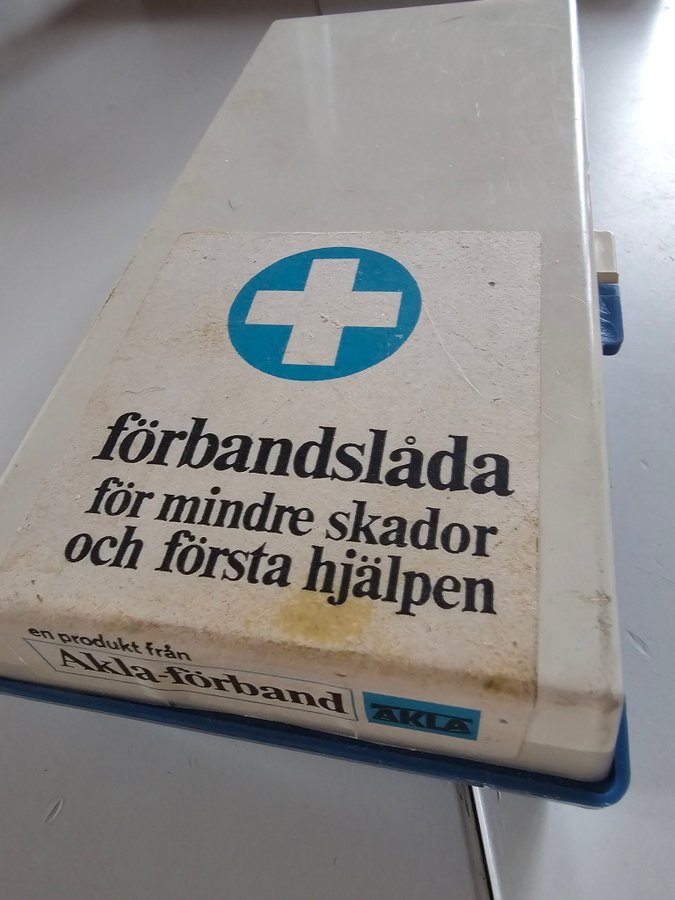 förbandslåda
för mindre skador
och första hjälpen
en produkt från
Akla-förband
AKLA